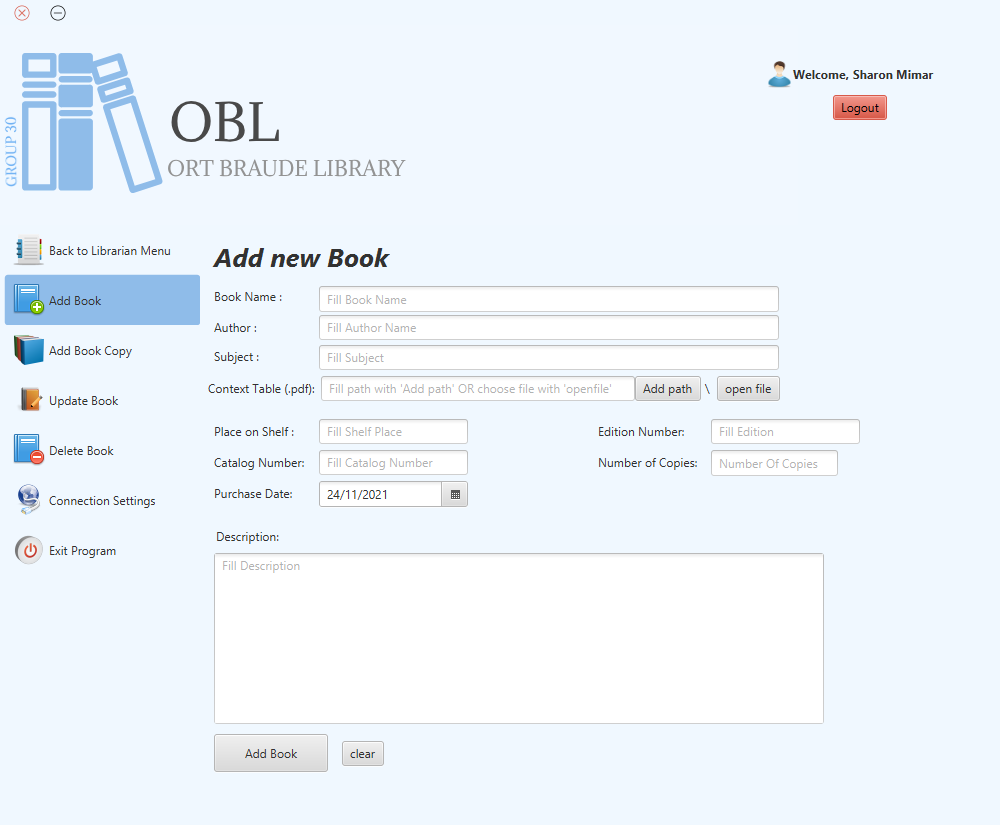 Welcome, Sharon Mimar
Logout
GROUP 30
OBL
ORT BRAUDE LIBRARY
Back to Librarian Menu
Add Book
Add Book Copy
Update Book
Delete Book
Connection Settings
Exit Program
Add new Book
Book Name : Fill Book Name
Author : Fill Author Name
Subject : Fill Subject
Context Table (.pdf): Fill path with 'Add path' OR choose file with 'openfile' Add path \ open file
Place on Shelf : Fill Shelf Place Edition Number: Fill Edition
Catalog Number: Fill Catalog Number Number of Copies: Number Of Copies
Purchase Date: 24/11/2021
Description:
Fill Description
Add Book clear